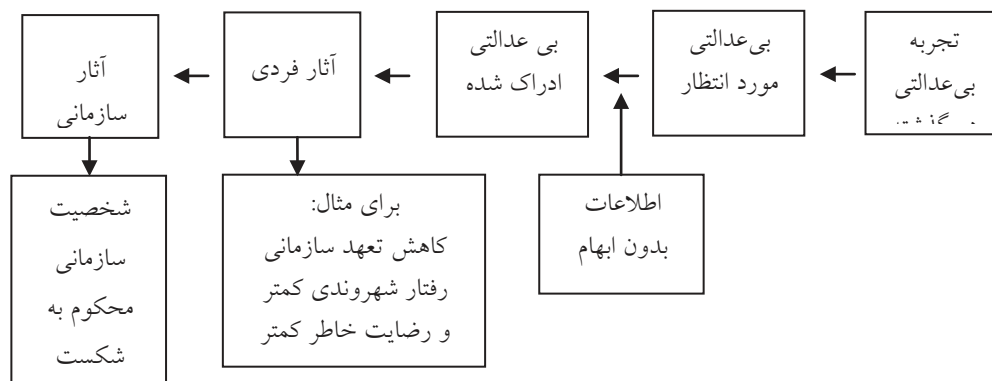 تجربه
بی‌عدالتی
بی‌عدالتی
مورد انتظار
بی عدالتی
ادراک شده
آثار فردی
آثار
سازمانی
اطلاعات
بدون ابهام
برای مثال:
کاهش تعهد سازمانی
رفتار شهروندی کمتر
و رضایت خاطر کمتر
شخصیت
سازمانی
محکوم به
شکست